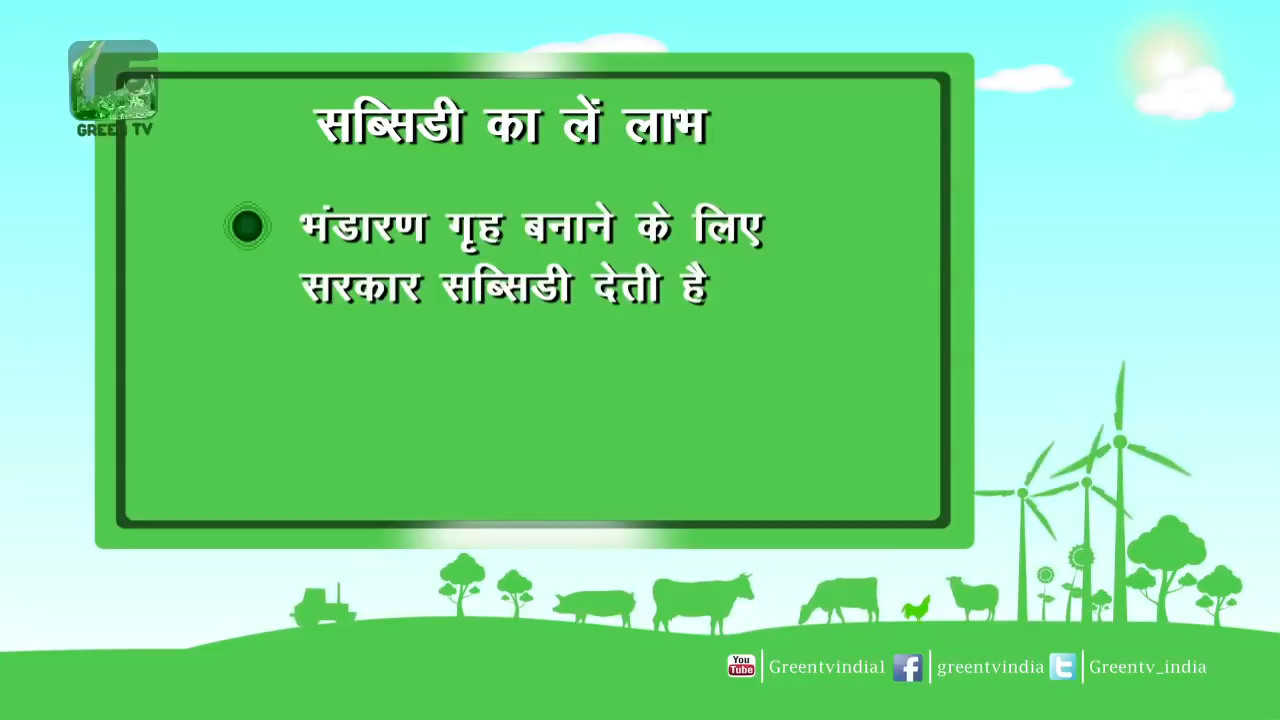 GREEN TV
सब्सिडी का लें लाभ
भंडारण गृह बनाने के लिए
सरकार सब्सिडी देती है
You Tube Greentvindia1 f greentvindia t Greentv_india